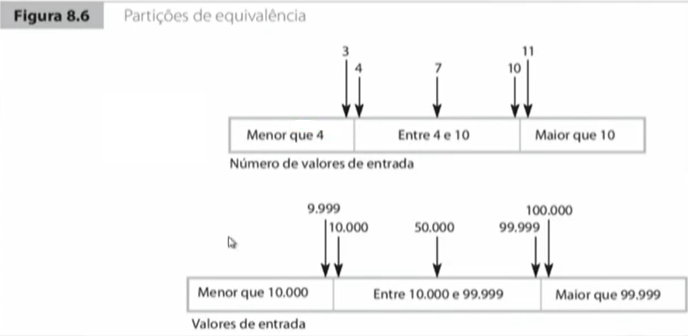 Figura 8.6 Partições de equivalência
3 11
4 7 10
Menor que 4 Entre 4 e 10 Maior que 10
Número de valores de entrada
9.999 100.000
10.000 50.000 99.999
Menor que 10.000 Entre 10.000 e 99.999 Maior que 99.999
Valores de entrada